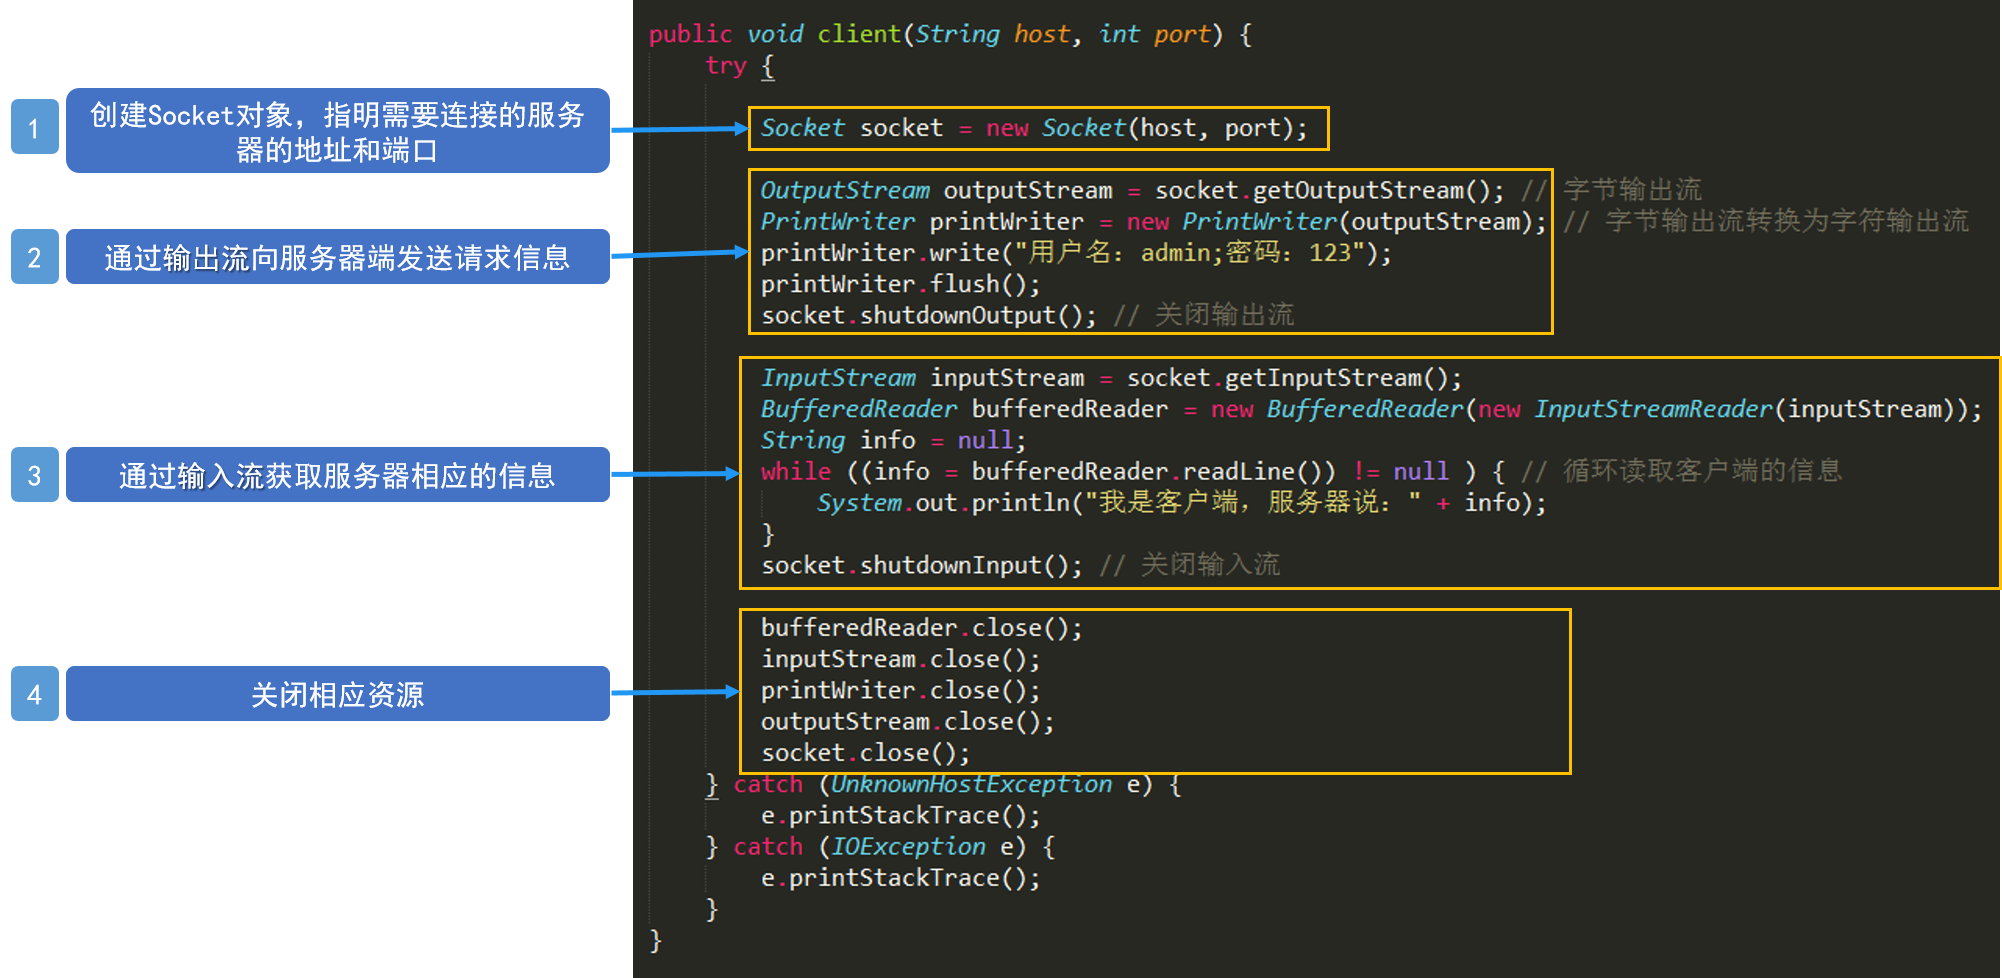 1
创建Socket对象，指明需要连接的服务
器的地址和端口
2
通过输出流向服务器端发送请求信息
3
通过输入流获取服务器相应的信息
4
关闭相应资源
public void client(String host, int port) {
try {
Socket socket = new Socket(host, port);
OutputStream outputStream = socket.getOutputStream(); // 字节输出流
PrintWriter printWriter = new PrintWriter(outputStream); // 字节输出流转换为字符输出流
printWriter.write("用户名：admin;密码：123");
printWriter.flush();
socket.shutdownOutput(); // 关闭输出流
InputStream inputStream = socket.getInputStream();
BufferedReader bufferedReader = new BufferedReader(new InputStreamReader(inputStream));
String info = null;
while ((info = bufferedReader.readLine()) != null ) { // 循环读取客户端的信息
System.out.println("我是客户端，服务器说：" + info);
}
socket.shutdownInput(); // 关闭输入流
bufferedReader.close();
inputStream.close();
printWriter.close();
outputStream.close();
socket.close();
} catch (UnknownHostException e) {
e.printStackTrace();
} catch (IOException e) {
e.printStackTrace();
}
}